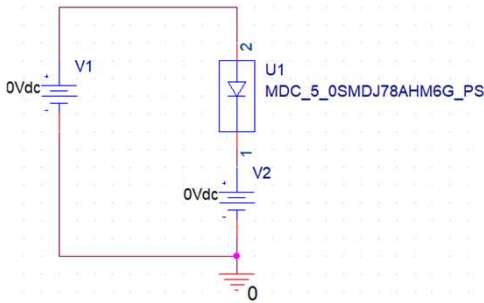 2
V1
U1
0Vdc
MDC_5_0SMDJ78AHM6G_PS
+
-
1
V2
0Vdc
+
-
0